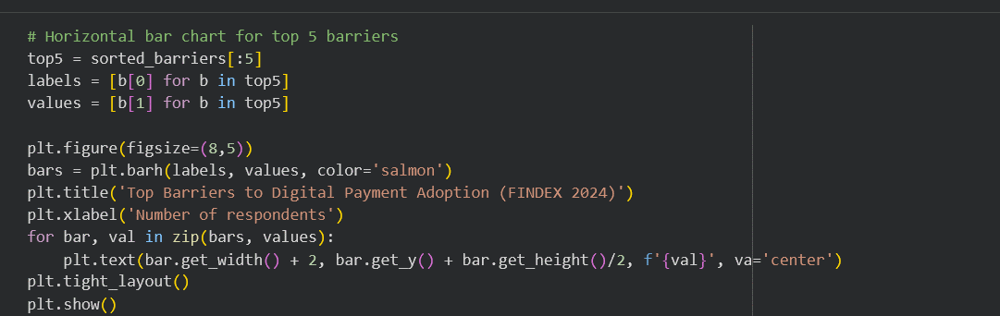 # Horizontal bar chart for top 5 barriers
top5 = sorted_barriers[:5]
labels = [b[0] for b in top5]
values = [b[1] for b in top5]

plt.figure(figsize=(8,5))
bars = plt.barh(labels, values, color='salmon')
plt.title('Top Barriers to Digital Payment Adoption (FINDEX 2024)')
plt.xlabel('Number of respondents')
for bar, val in zip(bars, values):
    plt.text(bar.get_width() + 2, bar.get_y() + bar.get_height()/2, f'{val}', va='center')
plt.tight_layout()
plt.show()